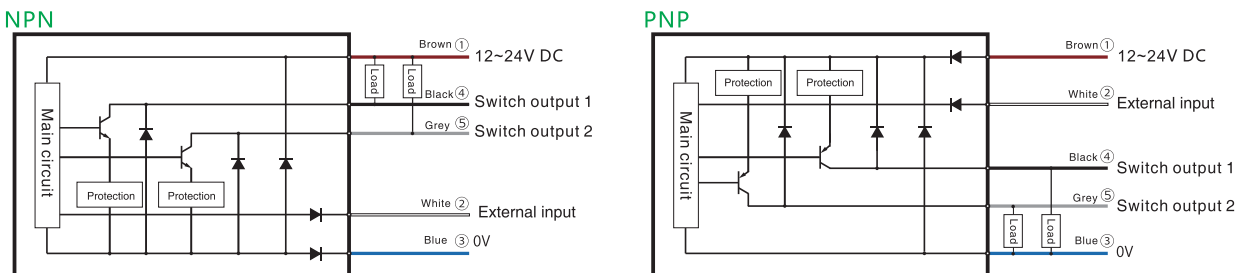 NPN
Brown ① 12~24V DC
Load
Load
Black ④ Switch output 1
Grey ⑤ Switch output 2
Main circuit
Protection
Protection
White ② External input
Blue ③ 0V
PNP
Brown ① 12~24V DC
Protection
Protection
White ② External input
Main circuit
Black ④ Switch output 1
Grey ⑤ Switch output 2
Load
Load
Blue ③ 0V